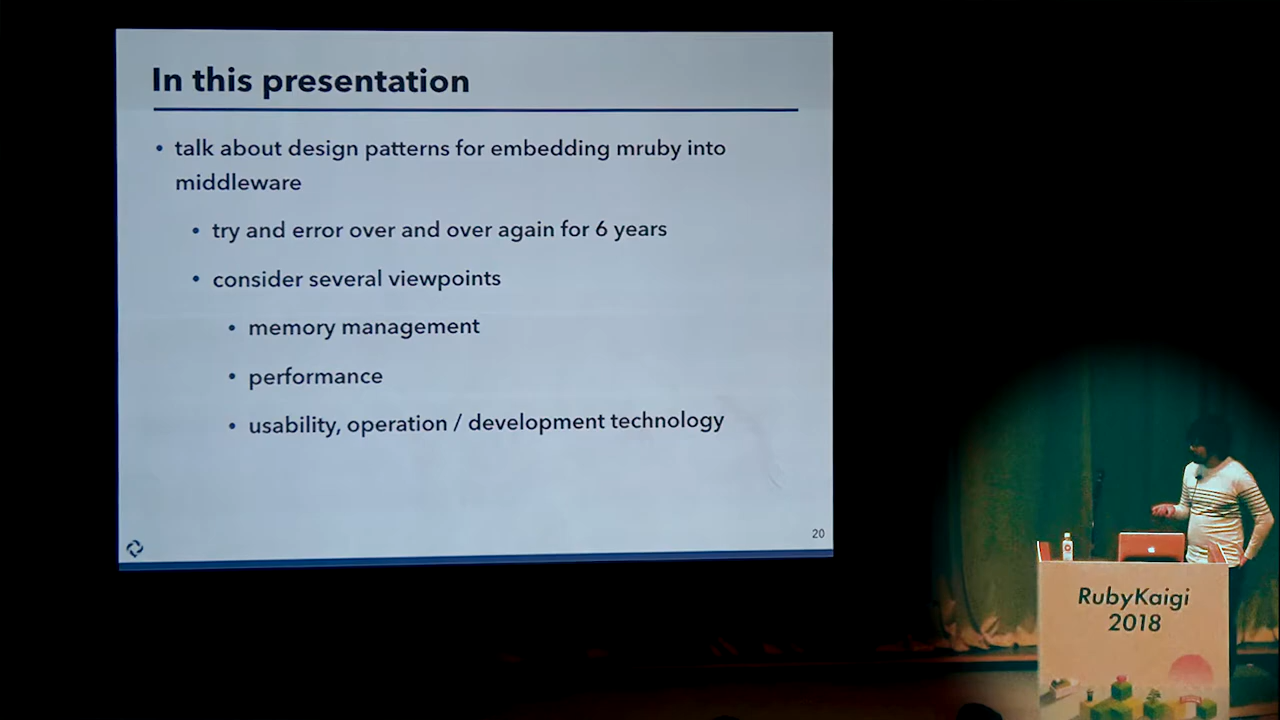 In this presentation
• talk about design patterns for embedding mruby into
middleware
• try and error over and over again for 6 years
• consider several viewpoints
• memory management
• performance
• usability, operation / development technology
20
RubyKaigi
2018